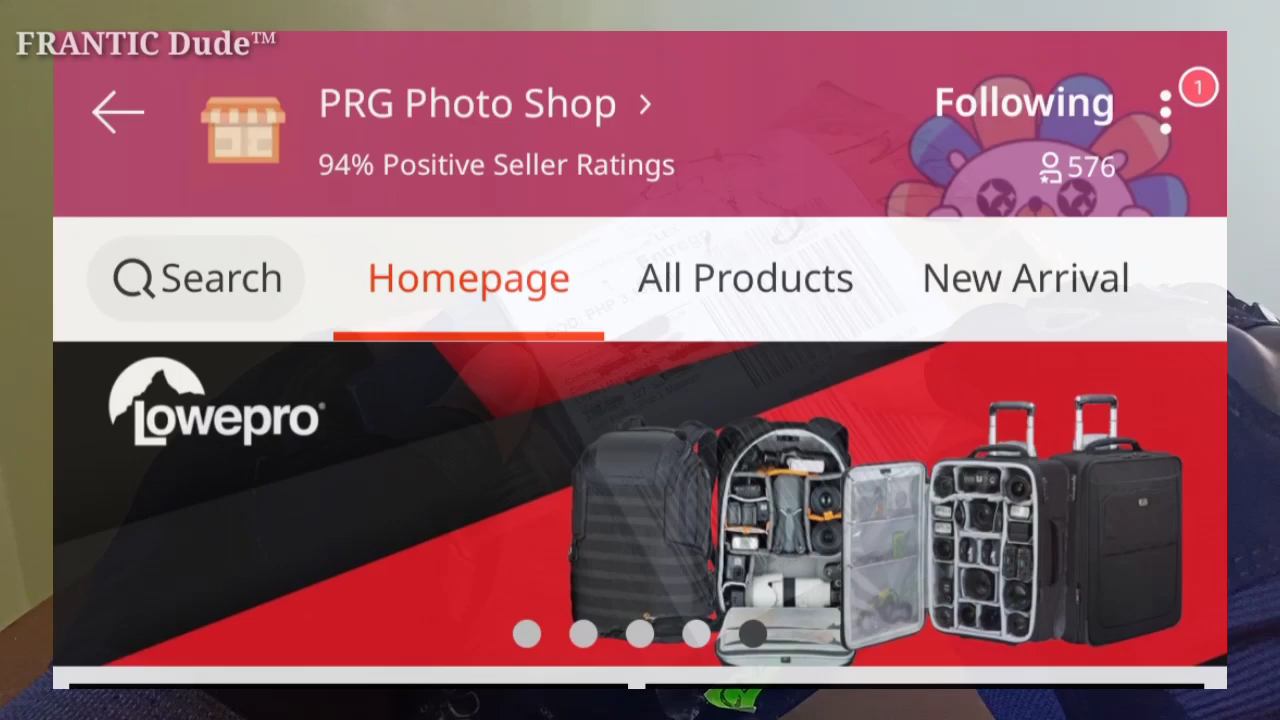 FRANTIC Dude™
PRG Photo Shop
Following
1
94% Positive Seller Ratings
576
Search
Homepage
All Products
New Arrival
Lowepro®